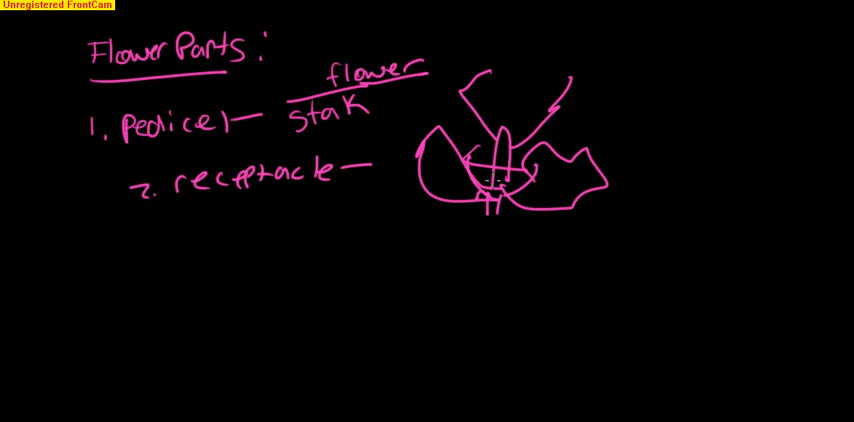 Unregistered FrontCam
Flower Parts:
flower
1. Pedicel — stak
2. receptacle —